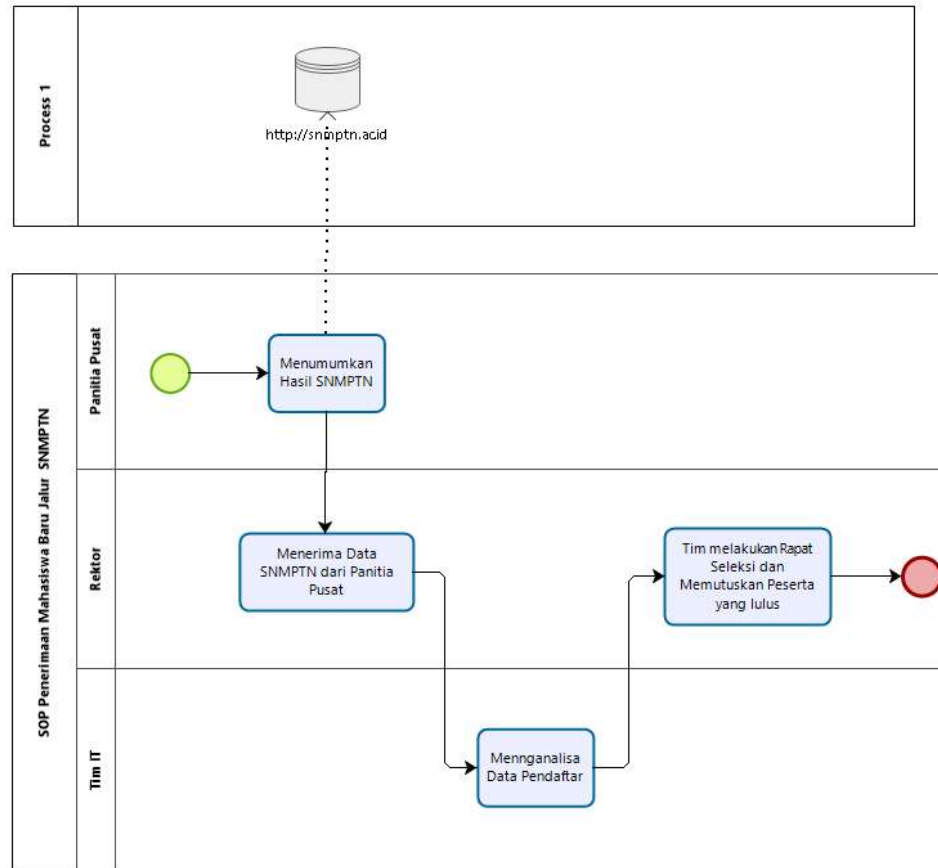 Process 1
http://snmptn.acid
SOP Penerimaan Mahasiswa Baru Jalur SNMPTN
Panitia Pusat
Menumumkan
Hasil SNMPTN
Rektor
Menerima Data
SNMPTN dari Panitia
Pusat
Tim melakukan Rapat
Seleksi dan
Memutuskan Peserta
yang lulus
Tim IT
Mennganalisa
Data Pendaftar